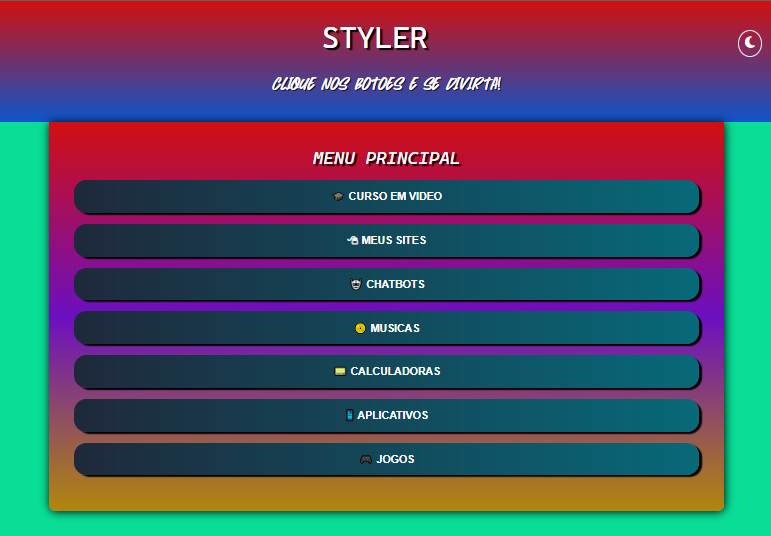 STYLER
CLIQUE NOS BOTOES E SE DIVIRTA!
MENU PRINCIPAL
CURSO EM VIDEO
MEUS SITES
CHATBOTS
MUSICAS
CALCULADORAS
APLICATIVOS
JOGOS